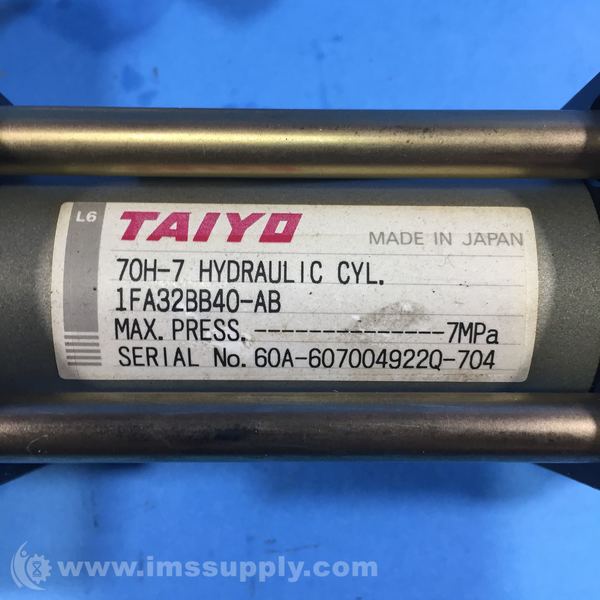 L6
TAIYO
MADE IN JAPAN
70H-7 HYDRAULIC CYL.
1FA32BB40-AB
MAX. PRESS.------------------7MPa
SERIAL No. 60A-607004922Q-704
www.imssupply.com/